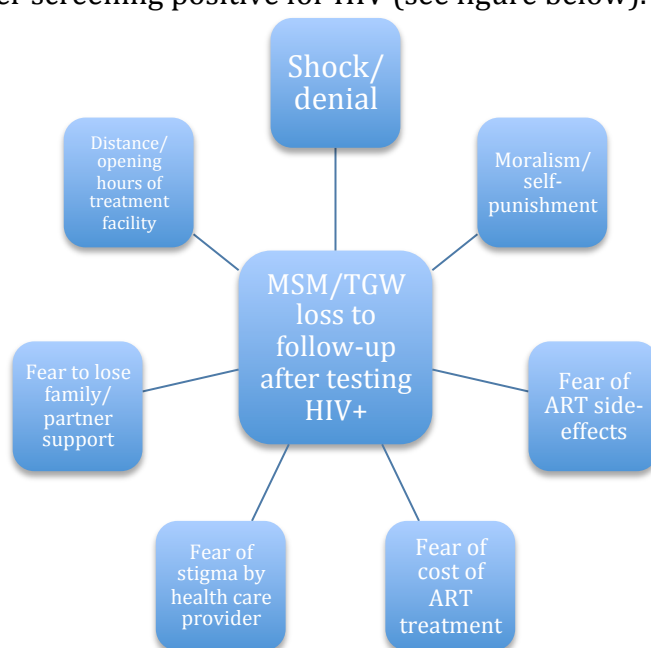 er screening positive for HIV (see figure below).
Shock/
denial
Distance/
opening
hours of
treatment
facility
Moralism/
self-
punishment
MSM/TGW
loss to
follow-up
after testing
HIV+
Fear to lose
family/
partner
support
Fear of
ART side-
effects
Fear of
stigma by
health care
provider
Fear of
cost of
ART
treatment